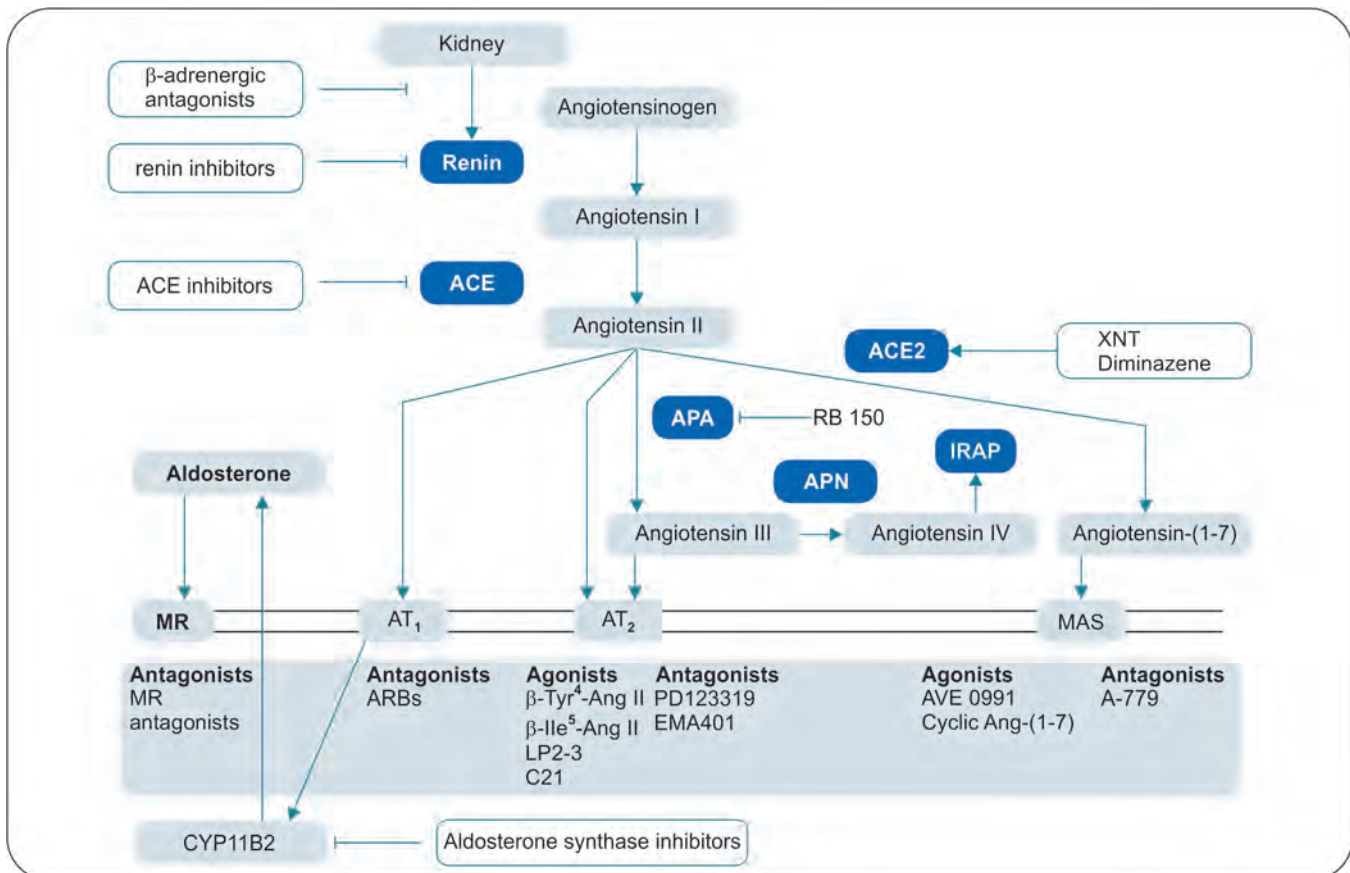 Kidney
β-adrenergic
antagonists
Angiotensinogen
renin inhibitors
Renin
Angiotensin I
ACE inhibitors
ACE
Angiotensin II
ACE2
XNT
Diminazene
APA
RB 150
IRAP
Aldosterone
APN
Angiotensin III
Angiotensin IV
Angiotensin-(1-7)
MR
AT₁
AT₂
MAS
Antagonists
MR
antagonists
Antagonists
ARBs
Agonists
β-Tyr⁴-Ang II
β-Ile⁵-Ang II
LP2-3
C21
Antagonists
PD123319
EMA401
Agonists
AVE 0991
Cyclic Ang-(1-7)
Antagonists
A-779
CYP11B2
Aldosterone synthase inhibitors